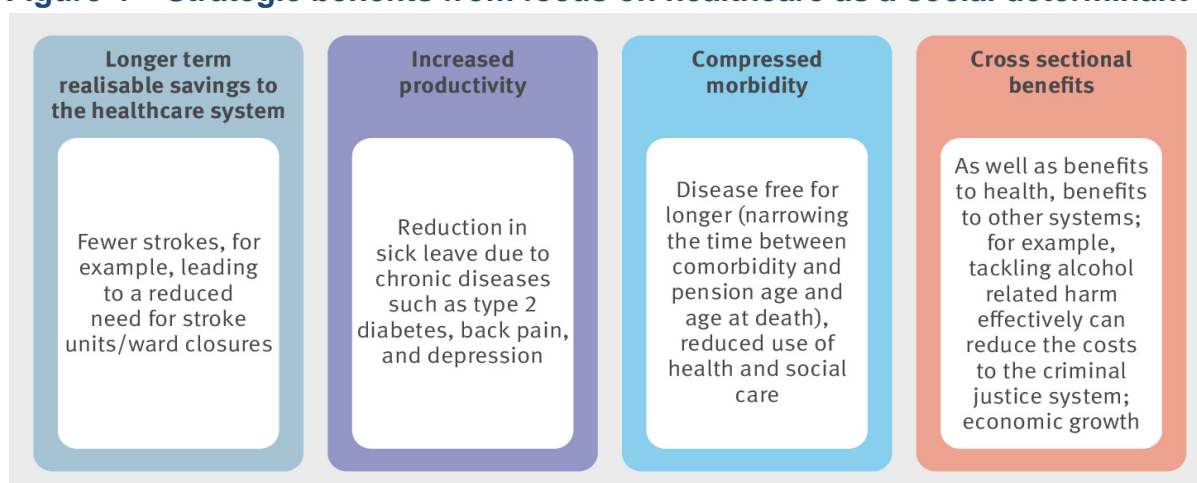 Longer term
realisable savings to
the healthcare system
Fewer strokes, for
example, leading
to a reduced
need for stroke
units/ward closures
Increased
productivity
Reduction in
sick leave due to
chronic diseases
such as type 2
diabetes, back pain,
and depression
Compressed
morbidity
Disease free for
longer (narrowing
the time between
comorbidity and
pension age and
age at death),
reduced use of
health and social
care
Cross sectional
benefits
As well as benefits
to health, benefits
to other systems;
for example,
tackling alcohol
related harm
effectively can
reduce the costs
to the criminal
justice system;
economic growth